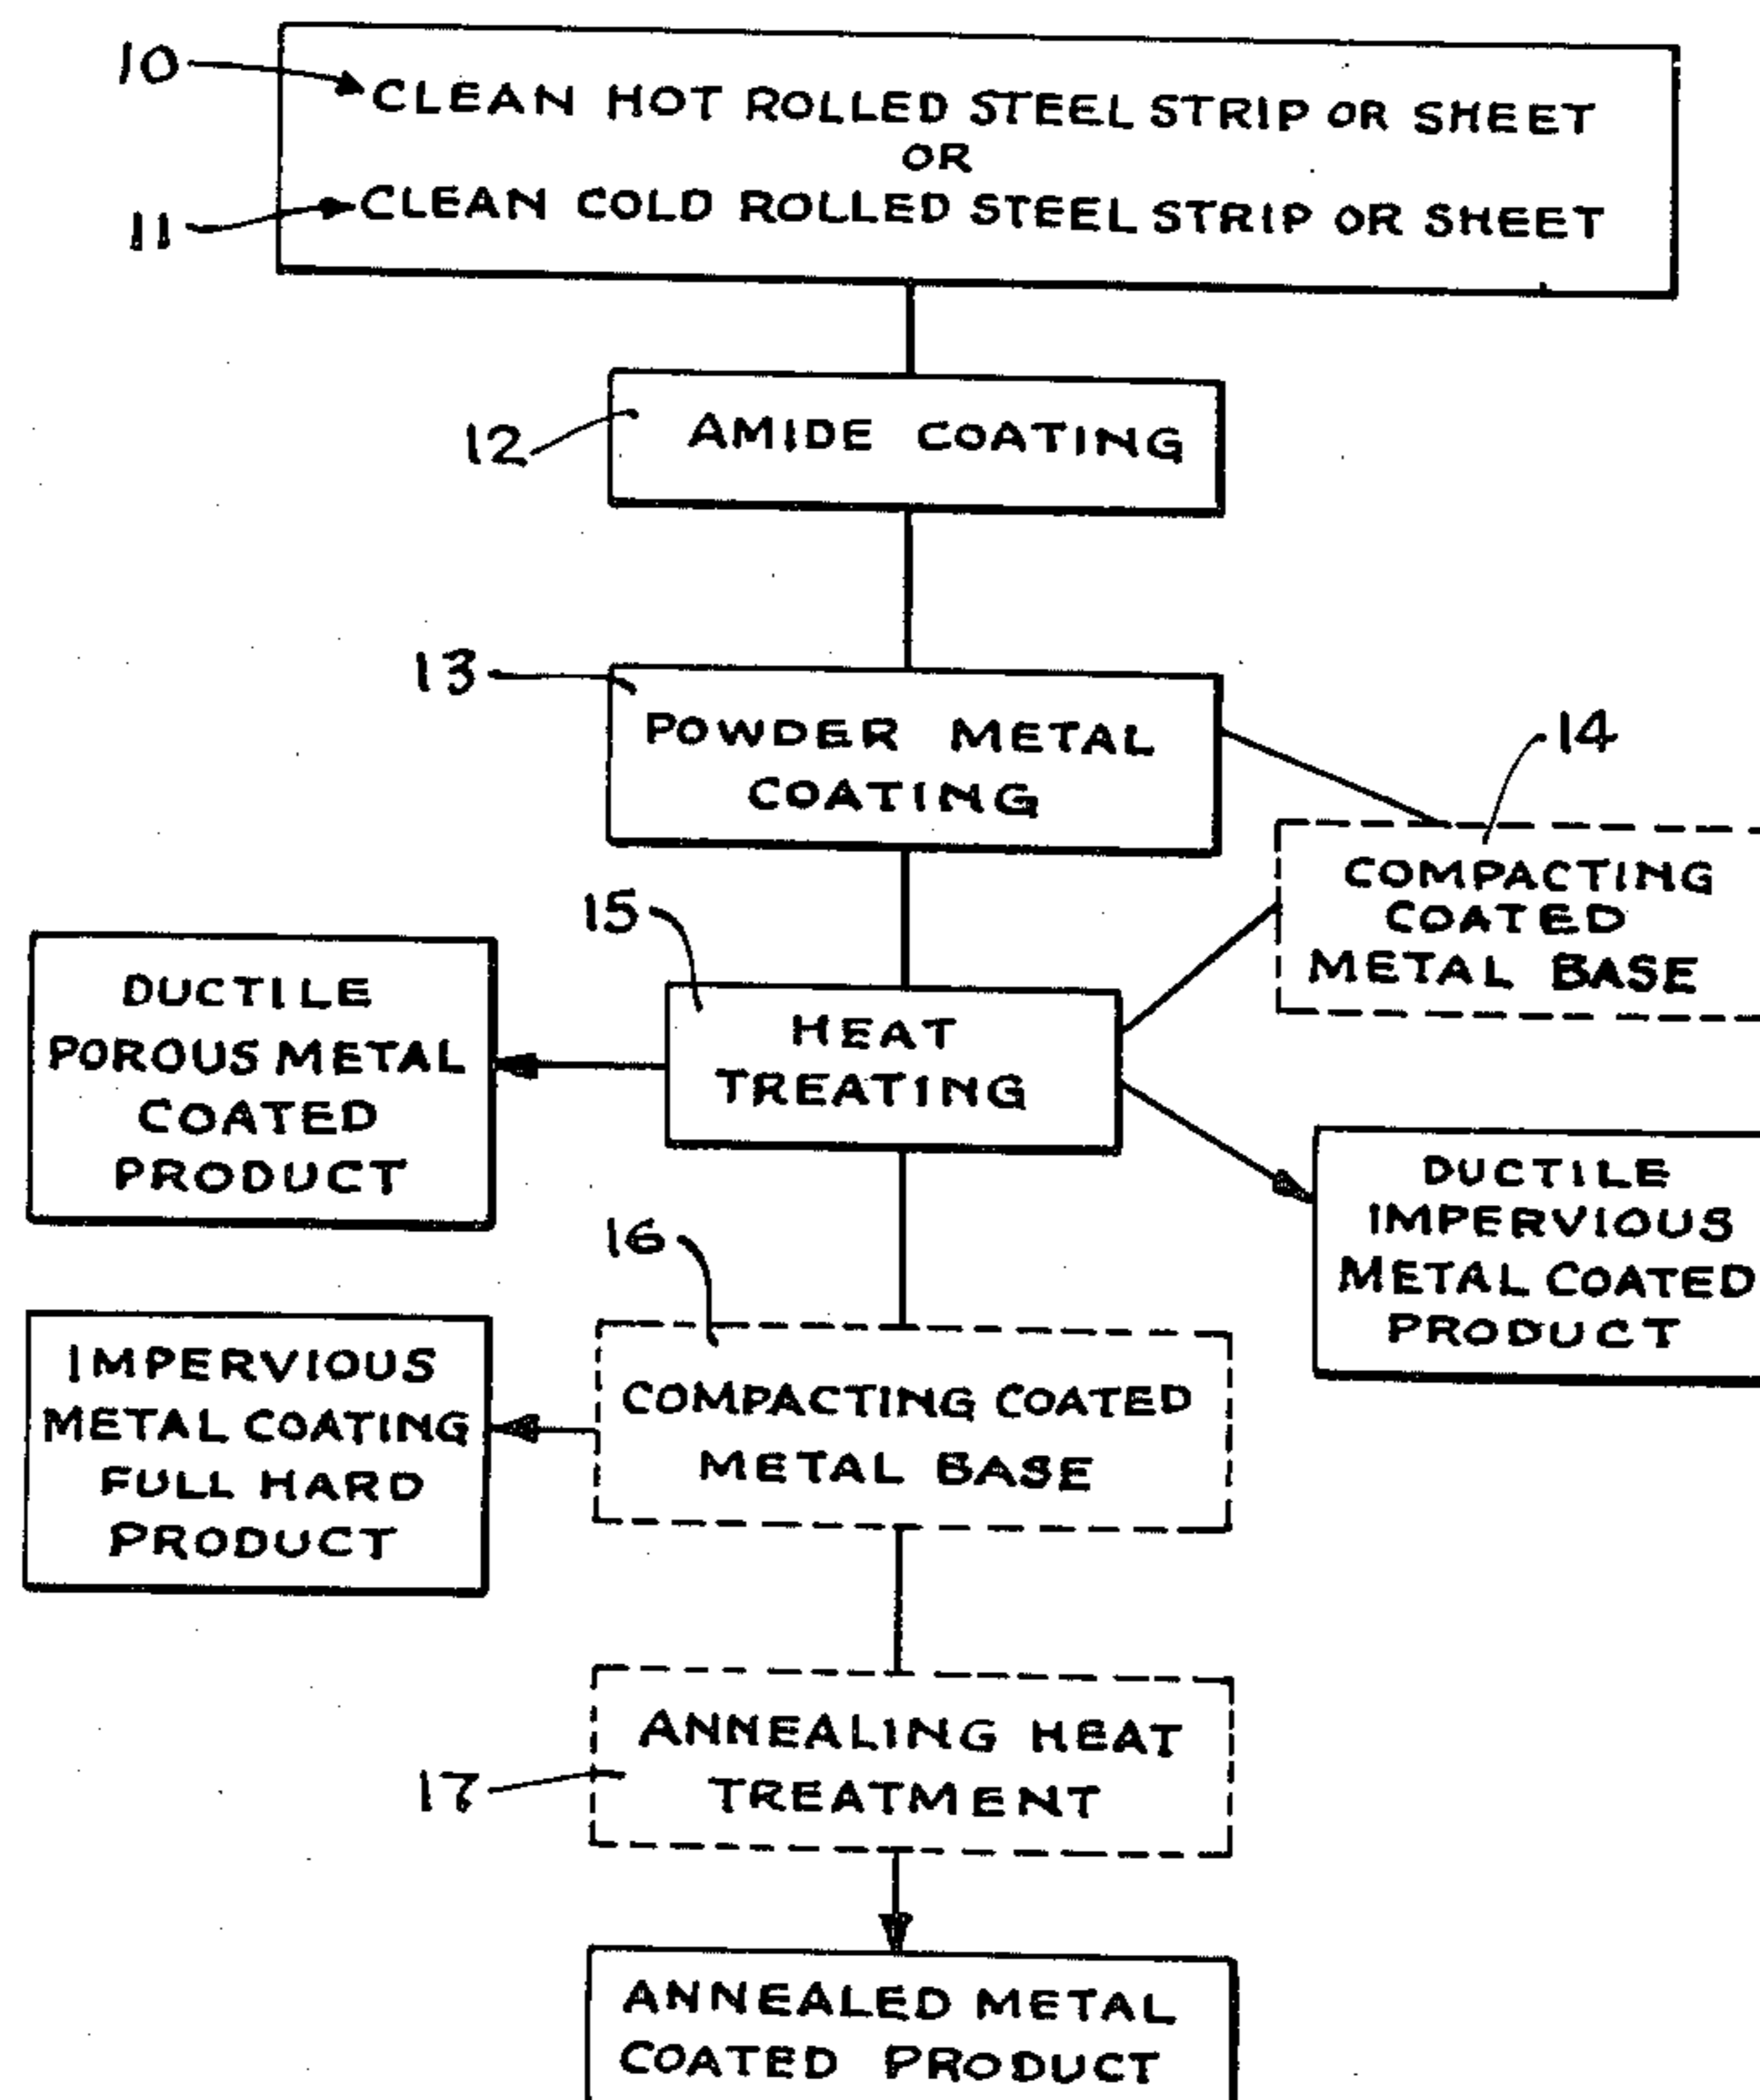 10
CLEAN HOT ROLLED STEEL STRIP OR SHEET
OR
11
CLEAN COLD ROLLED STEEL STRIP OR SHEET
12
AMIDE COATING
13
POWDER METAL
COATING
14
COMPACTING
COATED
METAL BASE
15
HEAT
TREATING
DUCTILE
POROUS METAL
COATED
PRODUCT
DUCTILE
IMPERVIOUS
METAL COATED
PRODUCT
16
COMPACTING COATED
METAL BASE
IMPERVIOUS
METAL COATING
FULL HARD
PRODUCT
17
ANNEALING HEAT
TREATMENT
ANNEALED METAL
COATED PRODUCT